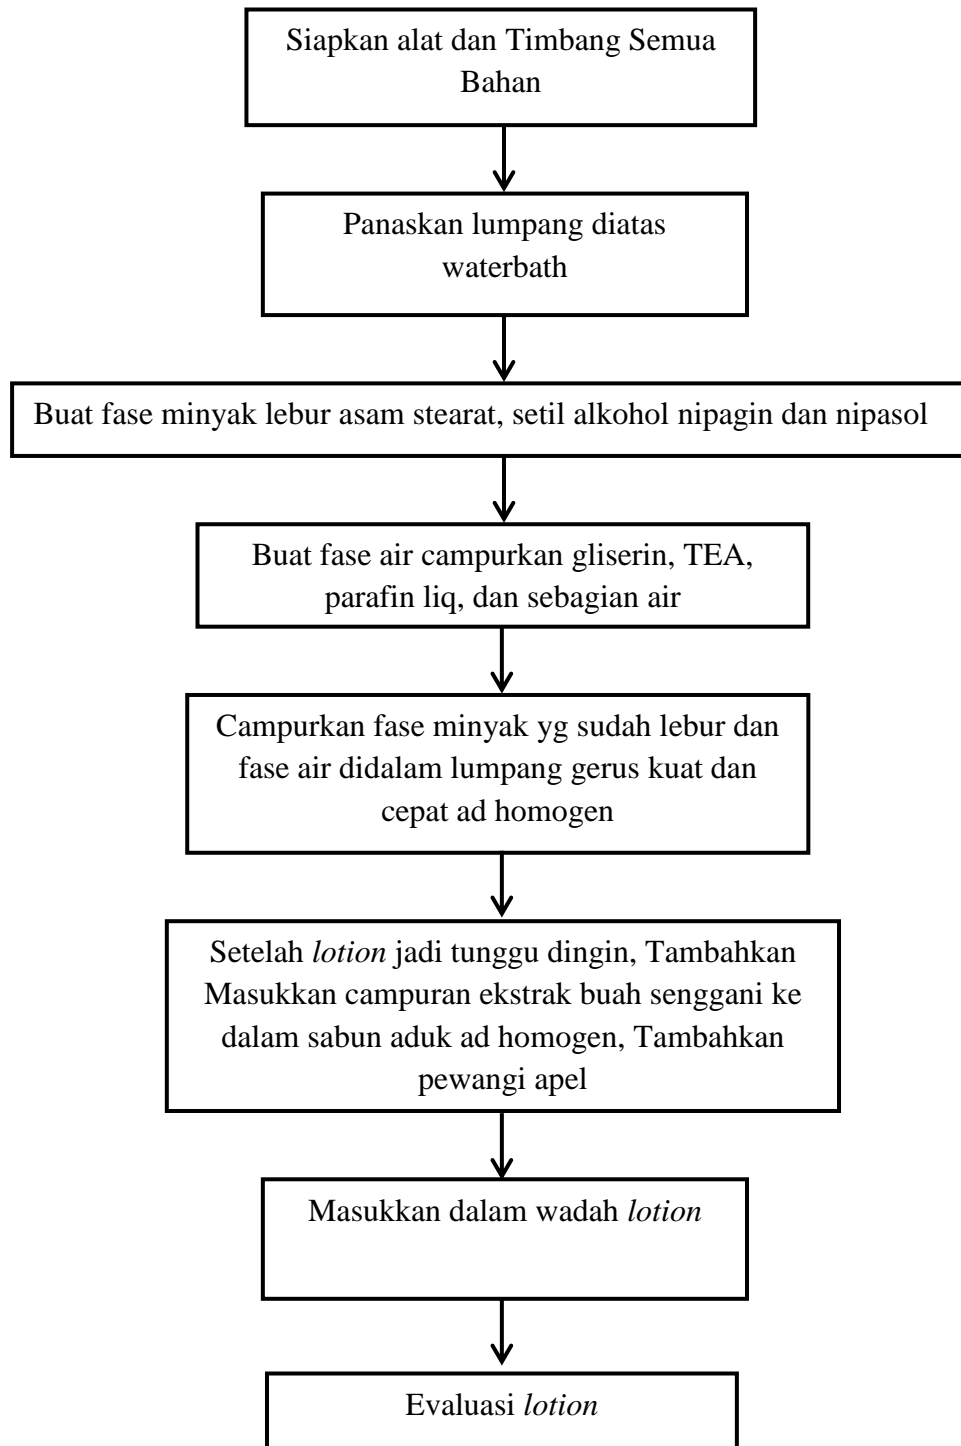 Siapkan alat dan Timbang Semua
Bahan
Panaskan lumpang diatas
waterbath
Buat fase minyak lebur asam stearat, setil alkohol nipagin dan nipasol
Buat fase air campurkan gliserin, TEA,
parafin liq, dan sebagian air
Campurkan fase minyak yg sudah lebur dan
fase air didalam lumpang gerus kuat dan
cepat ad homogen
Setelah lotion jadi tunggu dingin, Tambahkan
Masukkan campuran ekstrak buah senggani ke
dalam sabun aduk ad homogen, Tambahkan
pewangi apel
Masukkan dalam wadah lotion
Evaluasi lotion